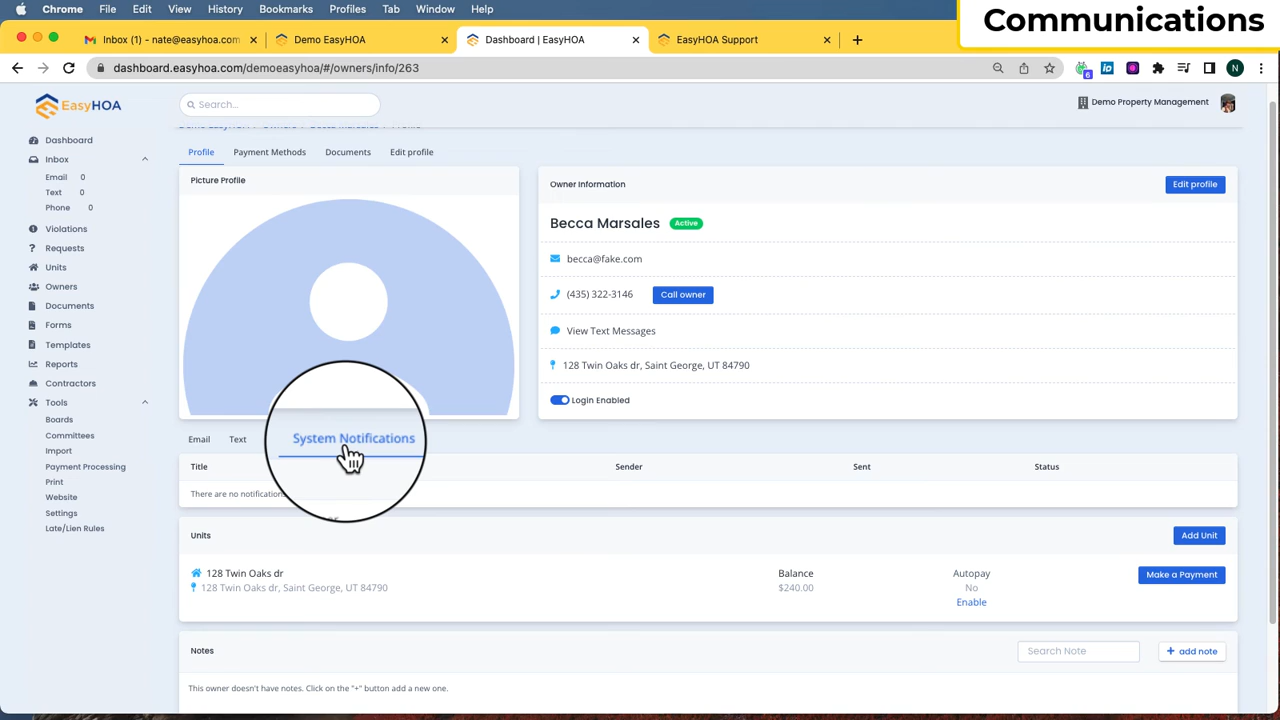 Chrome File Edit View History Bookmarks Profiles Tab Window Help
Communications
Inbox (1) - nate@easyhoa.com
Demo EasyHOA
Dashboard | EasyHOA
EasyHOA Support
dashboard.easyhoa.com/demoeasyhoa/#/owners/info/263
6
N
EasyHOA
Search...
Demo Property Management
Dashboard
Inbox
Email 0
Text 0
Phone 0
Violations
Requests
Units
Owners
Documents
Forms
Templates
Reports
Contractors
Tools
Boards
Committees
Import
Payment Processing
Print
Website
Settings
Late/Lien Rules
Demo EasyHOA Owners Becca Marsales Profile
Profile Payment Methods Documents Edit profile
Picture Profile
Owner Information
Edit profile
Becca Marsales Active
becca@fake.com
(435) 322-3146 Call owner
View Text Messages
128 Twin Oaks dr, Saint George, UT 84790
Login Enabled
Email Text System Notifications
Title Sender Sent Status
There are no notification
Units
Add Unit
128 Twin Oaks dr
128 Twin Oaks dr, Saint George, UT 84790
Balance
$240.00
Autopay
No
Enable
Make a Payment
Notes
Search Note
+ add note
This owner doesn't have notes. Click on the "+" button add a new one.